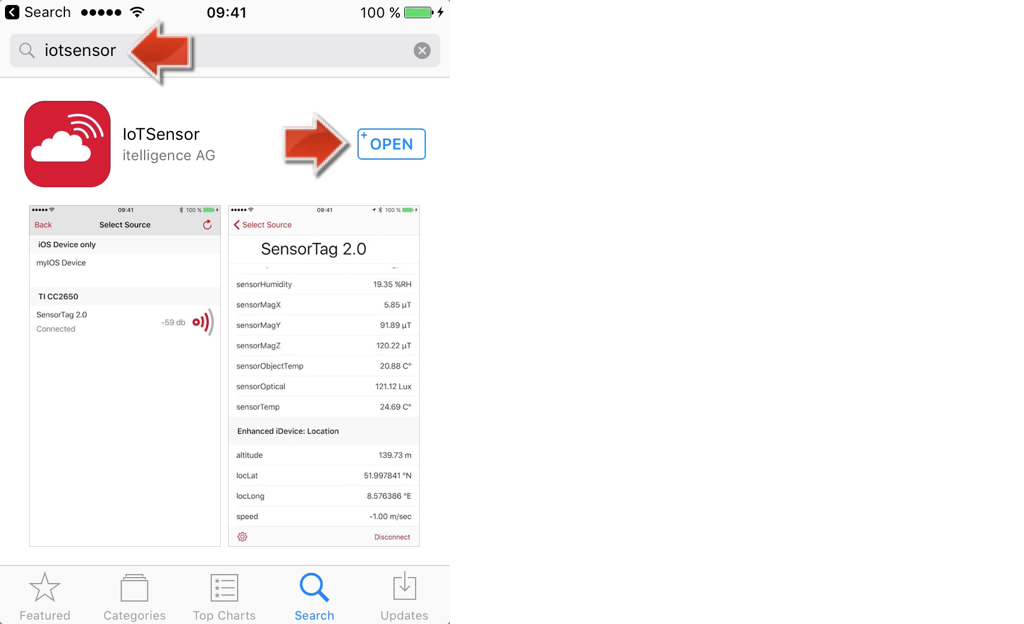 Search 09:41 100 %
iotsensor
IoTSensor
itelligence AG
+OPEN
09:41 100 %
Back Select Source
iOS Device only
myIOS Device
TI CC2650
SensorTag 2.0
-59 db
Connected
09:41 100 %
Select Source
SensorTag 2.0
sensorHumidity 19.35 %RH
sensorMagX 5.85 µT
sensorMagY 91.89 µT
sensorMagZ 120.22 µT
sensorObjectTemp 20.88 C°
sensorOptical 121.12 Lux
sensorTemp 24.69 C°
Enhanced iDevice: Location
altitude 139.73 m
locLat 51.997841 °N
locLong 8.576386 °E
speed -1.00 m/sec
Disconnect
Featured Categories Top Charts Search Updates